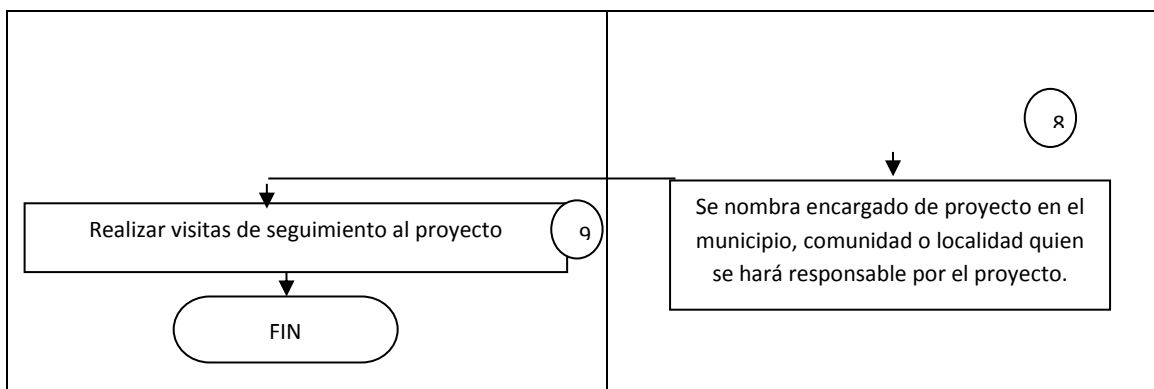 8
Se nombra encargado de proyecto en el
municipio, comunidad o localidad quien
se hará responsable por el proyecto.
Realizar visitas de seguimiento al proyecto
9
FIN